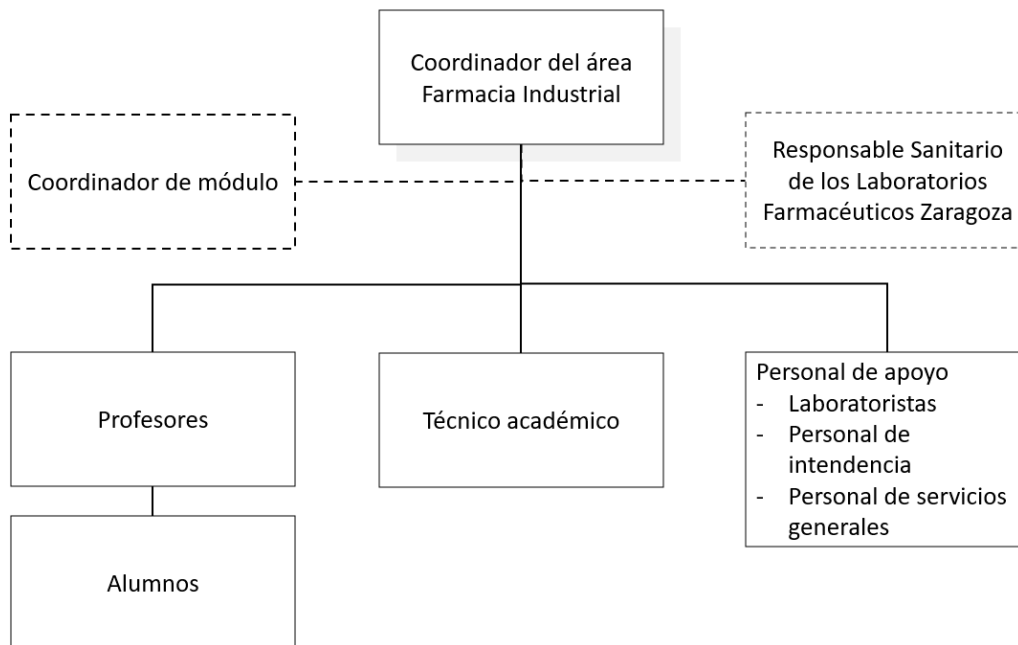 Coordinador del área
Farmacia Industrial
Coordinador de módulo
Responsable Sanitario
de los Laboratorios
Farmacéuticos Zaragoza
Profesores
Técnico académico
Personal de apoyo
- Laboratoristas
- Personal de
intendencia
- Personal de servicios
generales
Alumnos